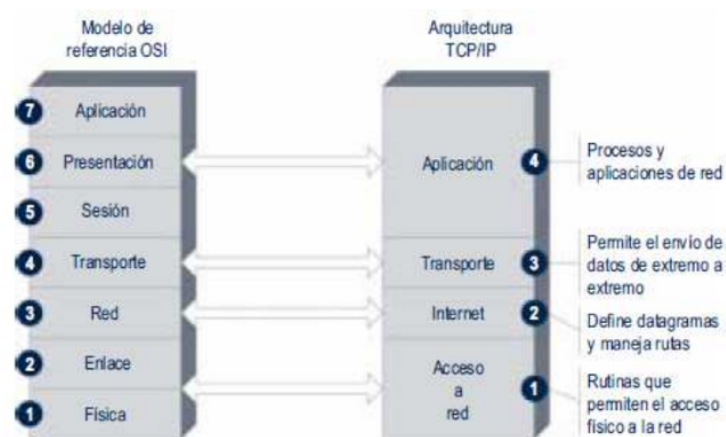 Modelo de
referencia OSI
7 Aplicación
6 Presentación
5 Sesión
4 Transporte
3 Red
2 Enlace
1 Física
Arquitectura
TCP/IP
Aplicación 4
Transporte 3
Internet 2
Acceso
a
red
1
Procesos y
aplicaciones de red
Permite el envío de
datos de extremo a
extremo
Define datagramas
y maneja rutas
Rutinas que
permiten el acceso
físico a la red